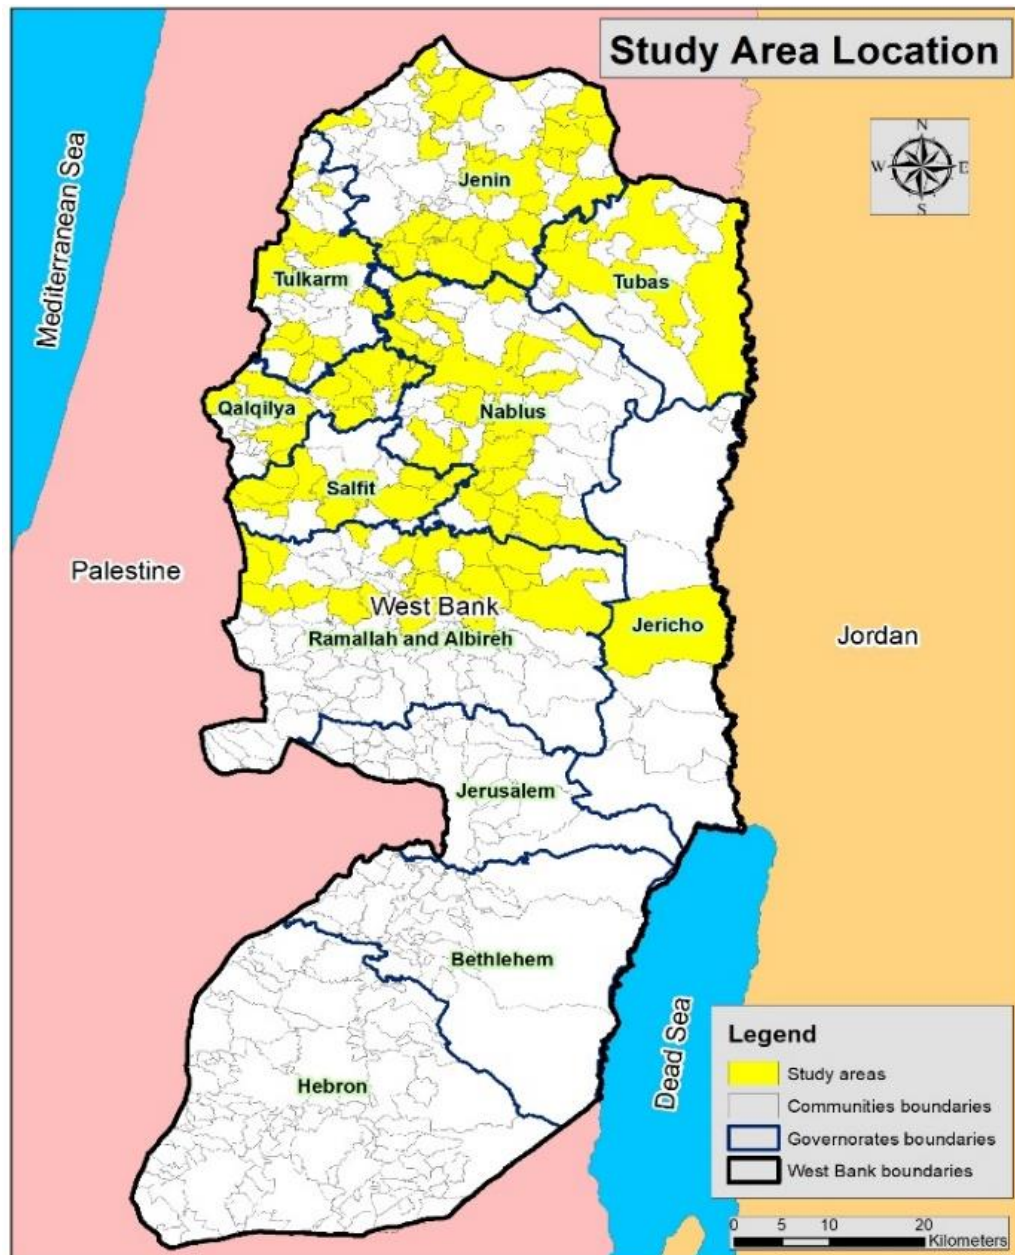 Study Area Location
N
W E
S
Mediterranean Sea
Jenin
Tulkarm
Tubas
Qalqilya
Nablus
Salfit
Palestine
West Bank
Jericho
Ramallah and Albireh
Jordan
Jerusalem
Bethlehem
Dead Sea
Hebron
Legend
Study areas
Communities boundaries
Governorates boundaries
West Bank boundaries
0 5 10 20
Kilometers